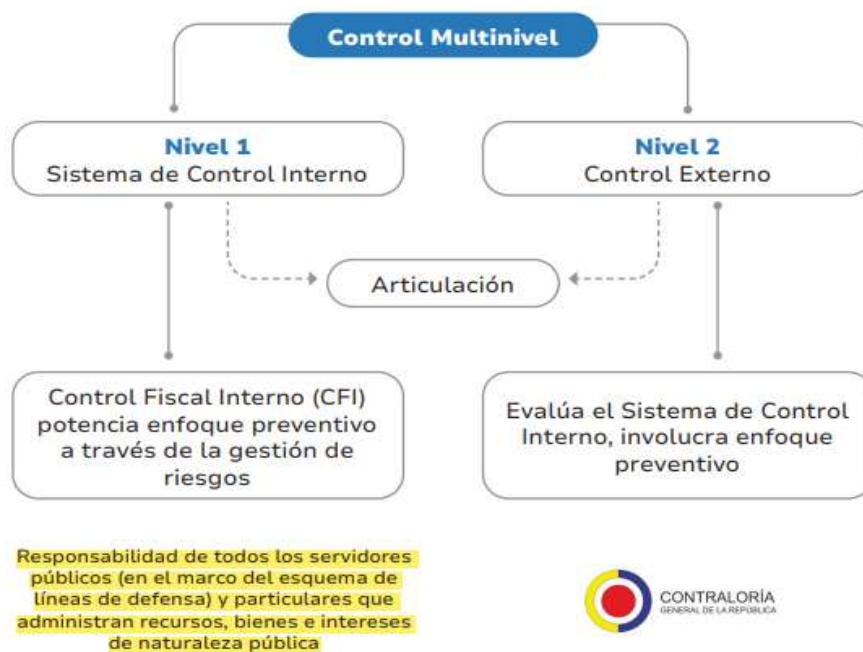 Control Multinivel
Nivel 1
Sistema de Control Interno
Nivel 2
Control Externo
Articulación
Control Fiscal Interno (CFI)
potencia enfoque preventivo
a través de la gestión de
riesgos
Evalúa el Sistema de Control
Interno, involucra enfoque
preventivo
Responsabilidad de todos los servidores
públicos (en el marco del esquema de
líneas de defensa) y particulares que
administran recursos, bienes e intereses
de naturaleza pública
CONTRALORÍA
GENERAL DE LA REPÚBLICA